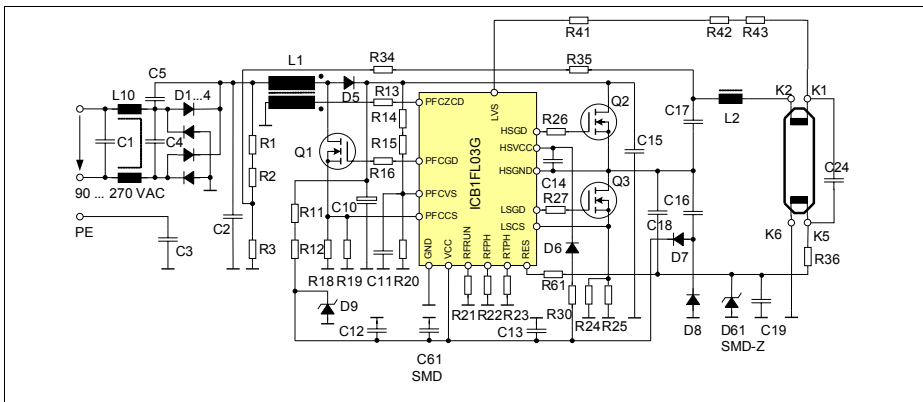 R41
R42 R43
R34
R35
L1
C5
L10 D1...4
D5
R13
PFCZCD
LVS
K2 K1
C17
L2
R14
HSGD
R26
Q2
C1
C4
R1
Q1
R15
PFCGD
R16
HSVCC
C15
ICB1FL03G
R2
C14
HSGND
Q3
C24
90 ... 270 VAC
PFCVS
R27
LSGD
C16
C18
PE
C2
R11
C10
PFCCS
LSCS
D7
K6 K5
C3
R3
R12
GND
VCC
RFRUN
RFPH
RTPH
RES
D6
R36
R18 R19 C11 R20
R61
D9
R21 R22 R23
R30
R24 R25
D8
D61
SMD-Z
C19
C12
C61
SMD
C13